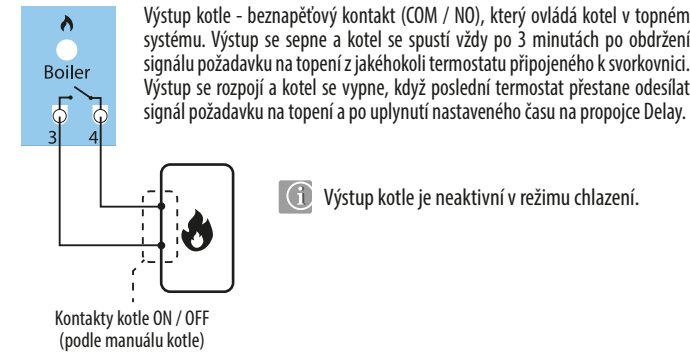 Výstup kotle - beznapěťový kontakt (COM / NO), který ovládá kotel v topném
systému. Výstup se sepne a kotel se spustí vždy po 3 minutách po obdržení
signálu požadavku na topení z jakéhokoli termostatu připojeného k svorkovnici.
Výstup se rozpojí a kotel se vypne, když poslední termostat přestane odesílat
signál požadavku na topení a po uplynutí nastaveného času na propojce Delay.
Boiler
3 4
i Výstup kotle je neaktivní v režimu chlazení.
Kontakty kotle ON / OFF
(podle manuálu kotle)